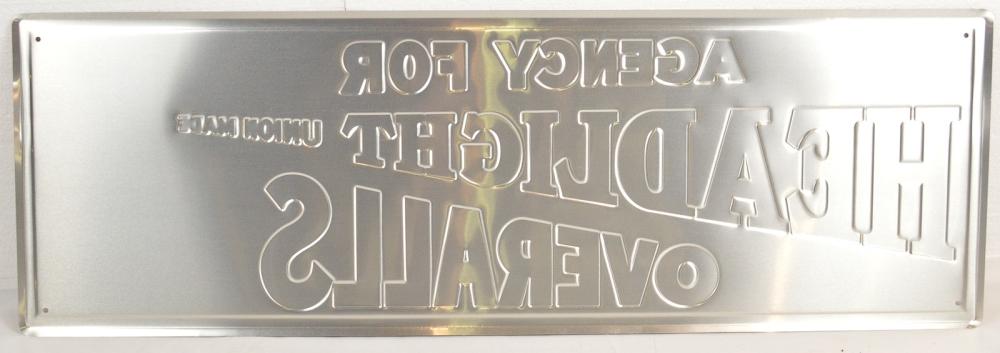 AGENCY FOR
HEADLIGHT
UNION MADE
OVERALLS